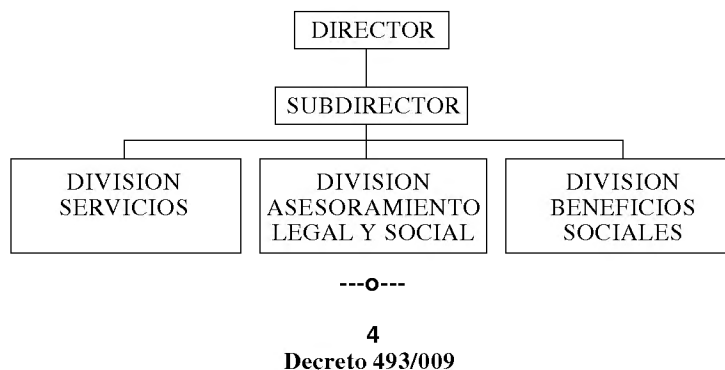 DIRECTOR
SUBDIRECTOR
DIVISION
SERVICIOS
DIVISION
ASESORAMIENTO
LEGAL Y SOCIAL
DIVISION
BENEFICIOS
SOCIALES
---o---
4
Decreto 493/009